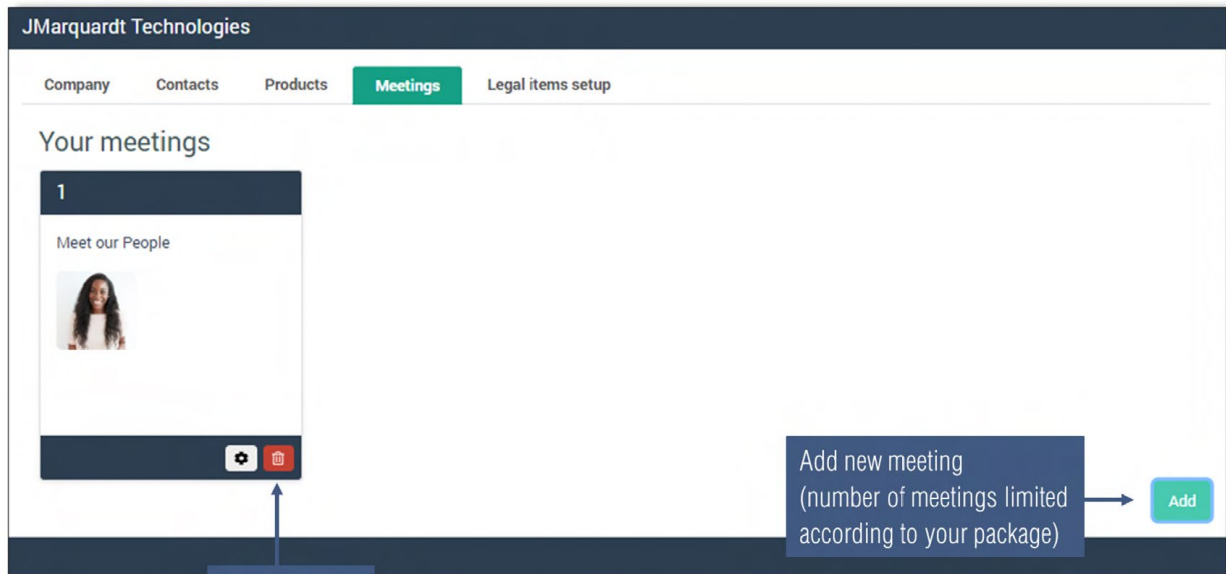 JMarquardt Technologies
Company Contacts Products Meetings Legal items setup
Your meetings
1
Meet our People
Add new meeting
(number of meetings limited
according to your package)
Add